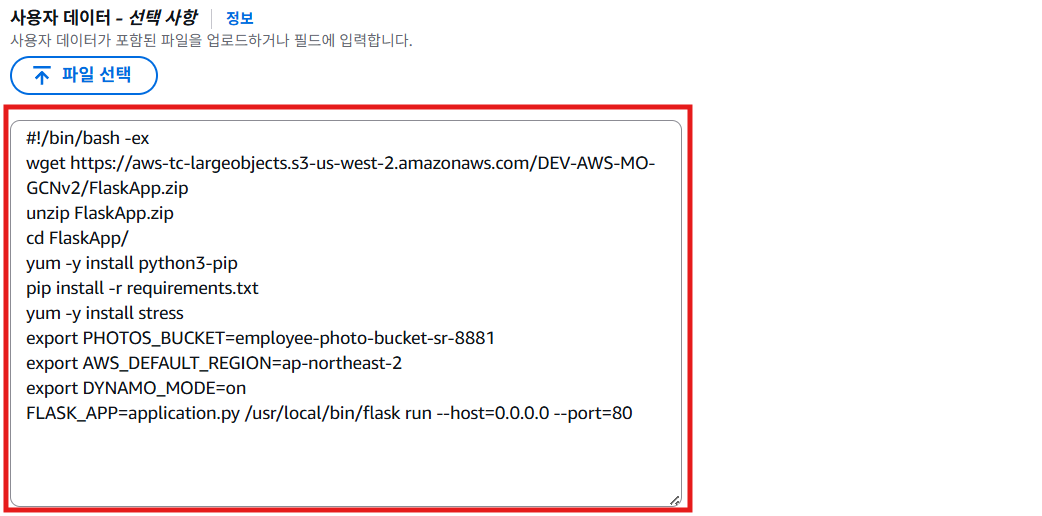 사용자 데이터 - 선택 사항 정보
사용자 데이터가 포함된 파일을 업로드하거나 필드에 입력합니다.
파일 선택
#!/bin/bash -ex
wget https://aws-tc-largeobjects.s3-us-west-2.amazonaws.com/DEV-AWS-MO-
GCNv2/FlaskApp.zip
unzip FlaskApp.zip
cd FlaskApp/
yum -y install python3-pip
pip install -r requirements.txt
yum -y install stress
export PHOTOS_BUCKET=employee-photo-bucket-sr-8881
export AWS_DEFAULT_REGION=ap-northeast-2
export DYNAMO_MODE=on
FLASK_APP=application.py /usr/local/bin/flask run --host=0.0.0.0 --port=80